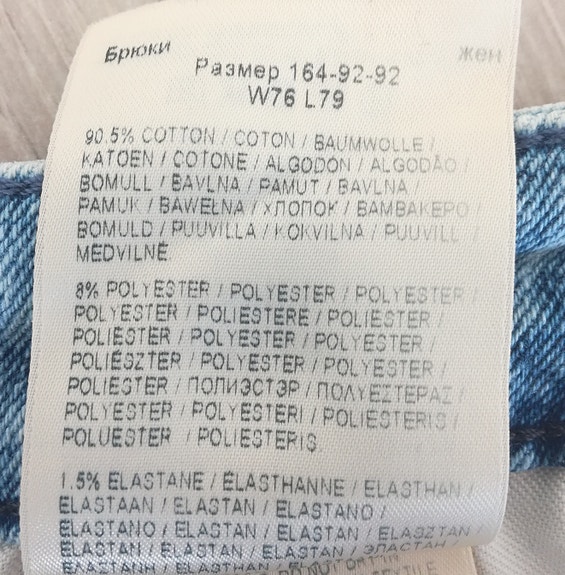 Брюки жен
Размер 164-92-92
W76 L79
90.5% COTTON / COTON / BAUMWOLLE /
KATOEN / COTONE / ALGODON / ALGODÃO /
BOMULL / BAVLNA / PAMUT / BAVLNA /
PAMUK / BAWEŁNA / ХЛОПОК / ΒΑΜΒΑΚΕΡΟ /
BOMULD / PUUVILLA / KOKVILNA / PUUVILL /
MEDVILNĖ.
8% POLYESTER / POLYESTER / POLYESTER /
POLYESTER / POLIESTERE / POLIÉSTER /
POLIÉSTER / POLYESTER / POLYESTER /
POLIÉSZTER / POLYESTER / POLYESTER /
POLIESTER / ПОЛИЭСТЭР / ΠΟΛΥΕΣΤΕΡΑΣ /
POLYESTER / POLYESTERI / POLIESTERIS /
POLÜESTER / POLIESTERIS.
1.5% ELASTANE / ÉLASTHANNE / ELASTHAN /
ELASTAAN / ELASTAN / ELASTANO /
ELASTANO / ELASTAN / ELASTAN / ELASZTAN /
ELASTAN / ELASTAN / ELASTAN / ЭЛАСТАН /